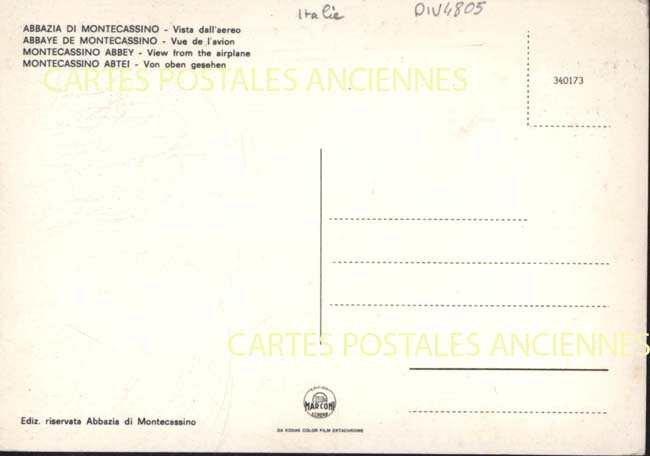 Italie DIV4805
ABBAZIA DI MONTECASSINO - Vista dall'aereo
ABBAYE DE MONTECASSINO - Vue de l'avion
MONTECASSINO ABBEY - View from the airplane
MONTECASSINO ABTEI - Von oben gesehen
CARTES POSTALES ANCIENNES
340173
CARTES POSTALES ANCIENNES
MARCONI
Ediz. riservata Abbazia di Montecassino
DA KODAK COLOR FILM EKTACHROME